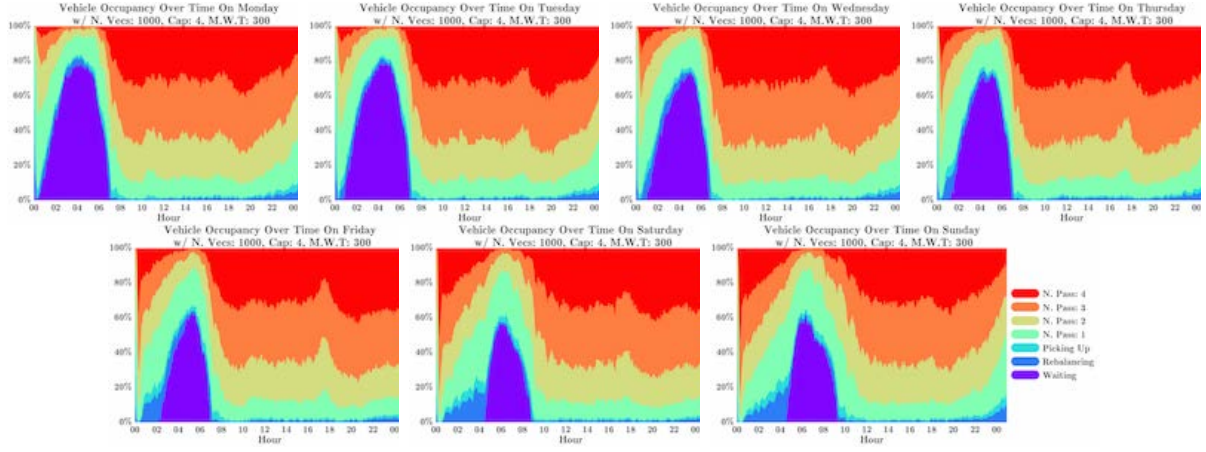 Vehicle Occupancy Over Time On Monday
w/ N. Vecs: 1000, Cap: 4, M.W.T: 300
100%
80%
60%
40%
20%
0%
00 02 04 06 08 10 12 14 16 18 20 22 00
Hour
Vehicle Occupancy Over Time On Tuesday
w/ N. Vecs: 1000, Cap: 4, M.W.T: 300
100%
80%
60%
40%
20%
0%
00 02 04 06 08 10 12 14 16 18 20 22 00
Hour
Vehicle Occupancy Over Time On Wednesday
w/ N. Vecs: 1000, Cap: 4, M.W.T: 300
100%
80%
60%
40%
20%
0%
00 02 04 06 08 10 12 14 16 18 20 22 00
Hour
Vehicle Occupancy Over Time On Thursday
w/ N. Vecs: 1000, Cap: 4, M.W.T: 300
100%
80%
60%
40%
20%
0%
00 02 04 06 08 10 12 14 16 18 20 22 00
Hour
Vehicle Occupancy Over Time On Friday
w/ N. Vecs: 1000, Cap: 4, M.W.T: 300
100%
80%
60%
40%
20%
0%
00 02 04 06 08 10 12 14 16 18 20 22 00
Hour
Vehicle Occupancy Over Time On Saturday
w/ N. Vecs: 1000, Cap: 4, M.W.T: 300
100%
80%
60%
40%
20%
0%
00 02 04 06 08 10 12 14 16 18 20 22 00
Hour
Vehicle Occupancy Over Time On Sunday
w/ N. Vecs: 1000, Cap: 4, M.W.T: 300
100%
80%
60%
40%
20%
0%
00 02 04 06 08 10 12 14 16 18 20 22 00
Hour
N. Pass: 4
N. Pass: 3
N. Pass: 2
N. Pass: 1
Picking Up
Rebalancing
Waiting